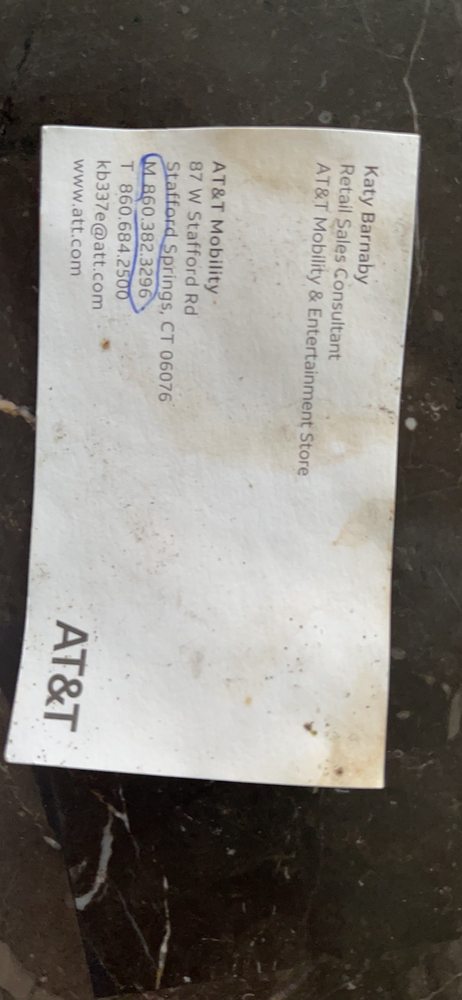 Katy Barnaby
Retail Sales Consultant
AT&T Mobility & Entertainment Store
AT&T Mobility
87 W Stafford Rd
Stafford Springs, CT 06076
M 860.382.3296
T 860.684.2500
kb337e@att.com
www.att.com
AT&T